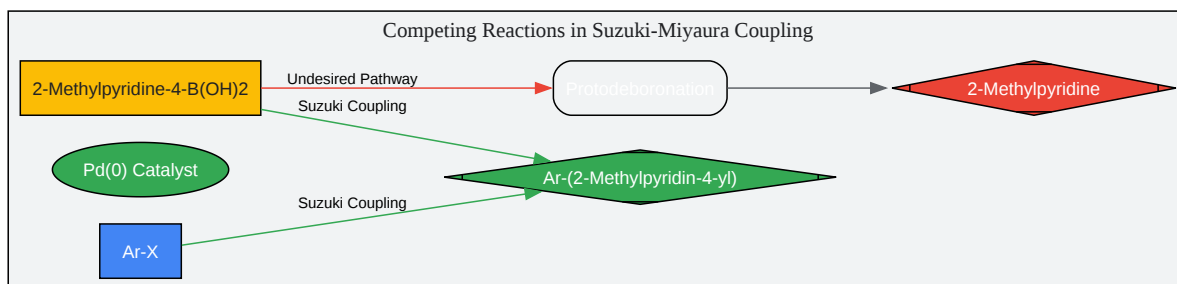 Competing Reactions in Suzuki-Miyaura Coupling
2-Methylpyridine-4-B(OH)2
Undesired Pathway
Protodeboronation
2-Methylpyridine
Suzuki Coupling
Pd(0) Catalyst
Ar-(2-Methylpyridin-4-yl)
Suzuki Coupling
Ar-X